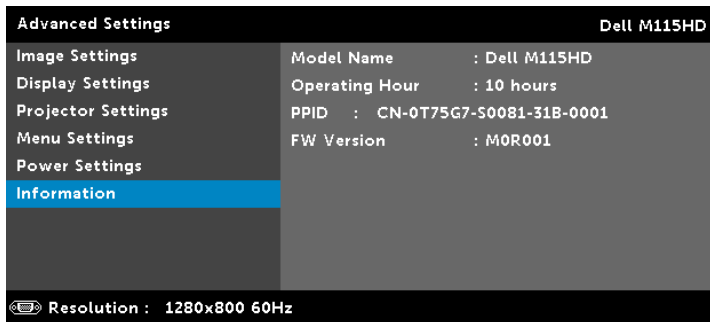 Advanced Settings Dell M115HD
Image Settings
Display Settings
Projector Settings
Menu Settings
Power Settings
Information
Model Name : Dell M115HD
Operating Hour : 10 hours
PPID : CN-0T75G7-S0081-31B-0001
FW Version : M0R001
Resolution : 1280x800 60Hz